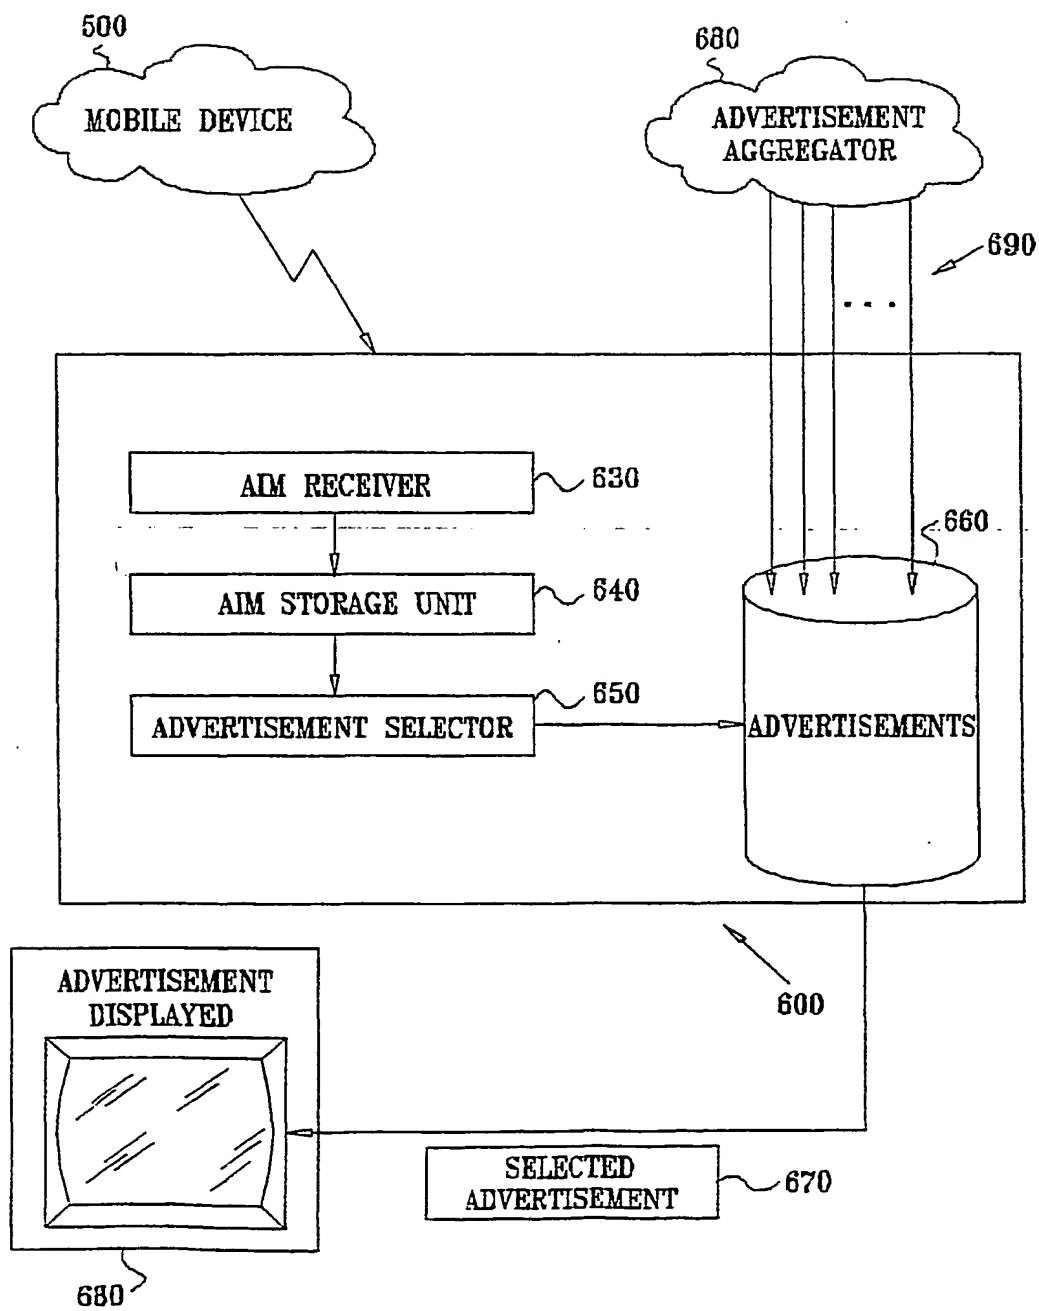 500
MOBILE DEVICE
680
ADVERTISEMENT
AGGREGATOR
690
...
AIM RECEIVER
630
660
AIM STORAGE UNIT
640
650
ADVERTISEMENT SELECTOR
ADVERTISEMENTS
600
ADVERTISEMENT
DISPLAYED
SELECTED
ADVERTISEMENT
670
680